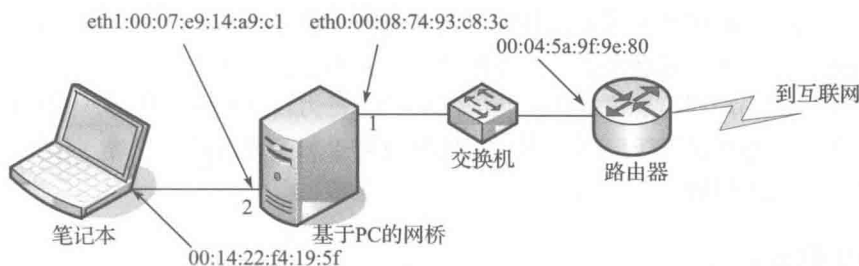 eth1:00:07:e9:14:a9:c1
eth0:00:08:74:93:c8:3c
00:04:5a:9f:9e:80
到互联网
1
交换机
路由器
2
笔记本
基于PC的网桥
00:14:22:f4:19:5f